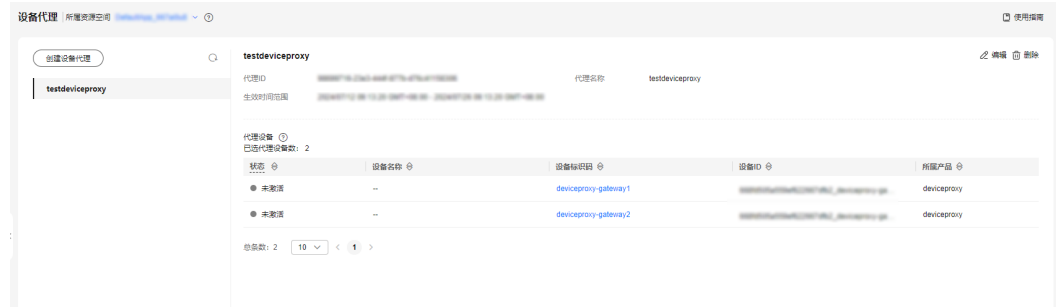 设备代理 所属资源空间
使用指南
创建设备代理
testdeviceproxy
testdeviceproxy
编辑 删除
代理ID
代理名称 testdeviceproxy
生效时间范围
代理设备
已选代理设备数： 2
状态 设备名称 设备标识码 设备ID 所属产品
未激活 -- deviceproxy-gateway1 deviceproxy
未激活 -- deviceproxy-gateway2 deviceproxy
总条数： 2 10 < 1 >